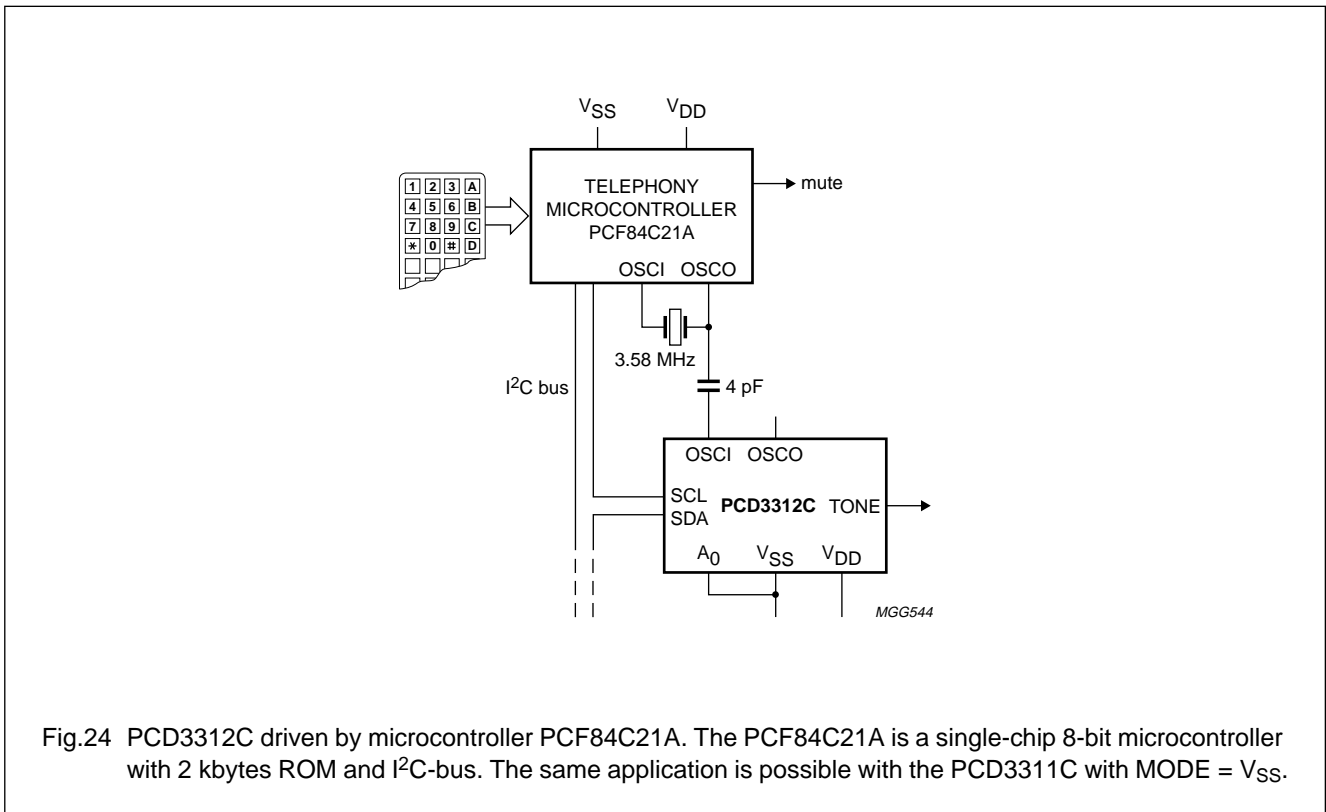 VSS VDD
1 2 3 A
4 5 6 B
7 8 9 C
* 0 # D
TELEPHONY
MICROCONTROLLER
PCF84C21A
mute
OSCI OSCO
3.58 MHz
I2C bus
4 pF
OSCI OSCO
SCL
SDA
PCD3312C
TONE
A0 VSS VDD
MGG544
Fig.24 PCD3312C driven by microcontroller PCF84C21A. The PCF84C21A is a single-chip 8-bit microcontroller
with 2 kbytes ROM and I2C-bus. The same application is possible with the PCD3311C with MODE = VSS.